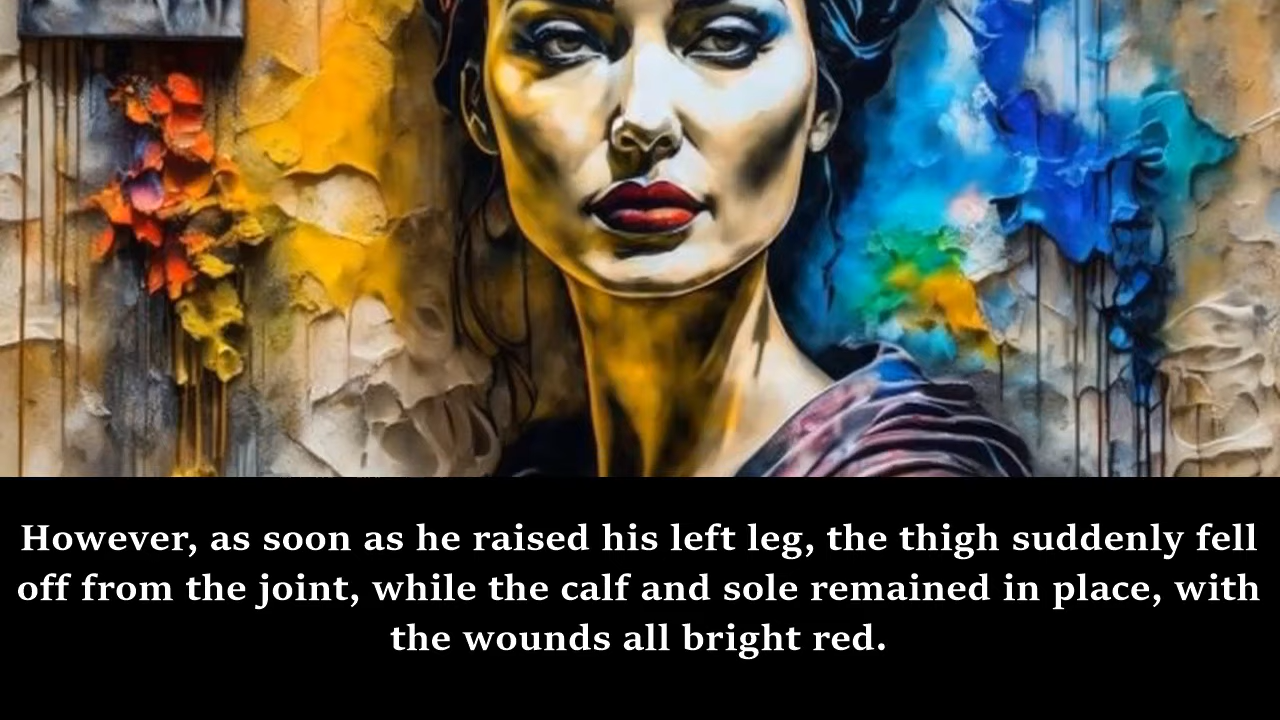 However, as soon as he raised his left leg, the thigh suddenly fell
off from the joint, while the calf and sole remained in place, with
the wounds all bright red.